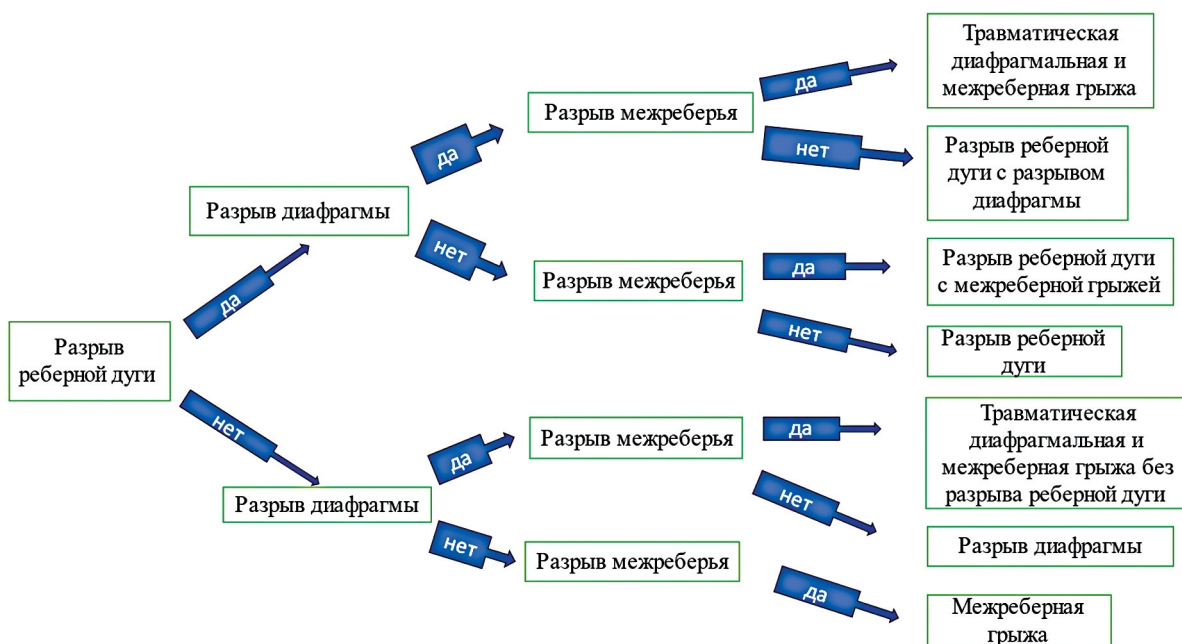 Разрыв
реберной дуги
да
нет
Разрыв диафрагмы
да
нет
Разрыв межреберья
да
нет
Травматическая
диафрагмальная и
межреберная грыжа
Разрыв реберной
дуги с разрывом
диафрагмы
Разрыв межреберья
да
нет
Разрыв реберной дуги
с межреберной грыжей
Разрыв реберной
дуги
Разрыв диафрагмы
да
нет
Разрыв межреберья
да
нет
Травматическая
диафрагмальная и
межреберная грыжа без
разрыва реберной дуги
Разрыв диафрагмы
Разрыв межреберья
да
Межреберная
грыжа